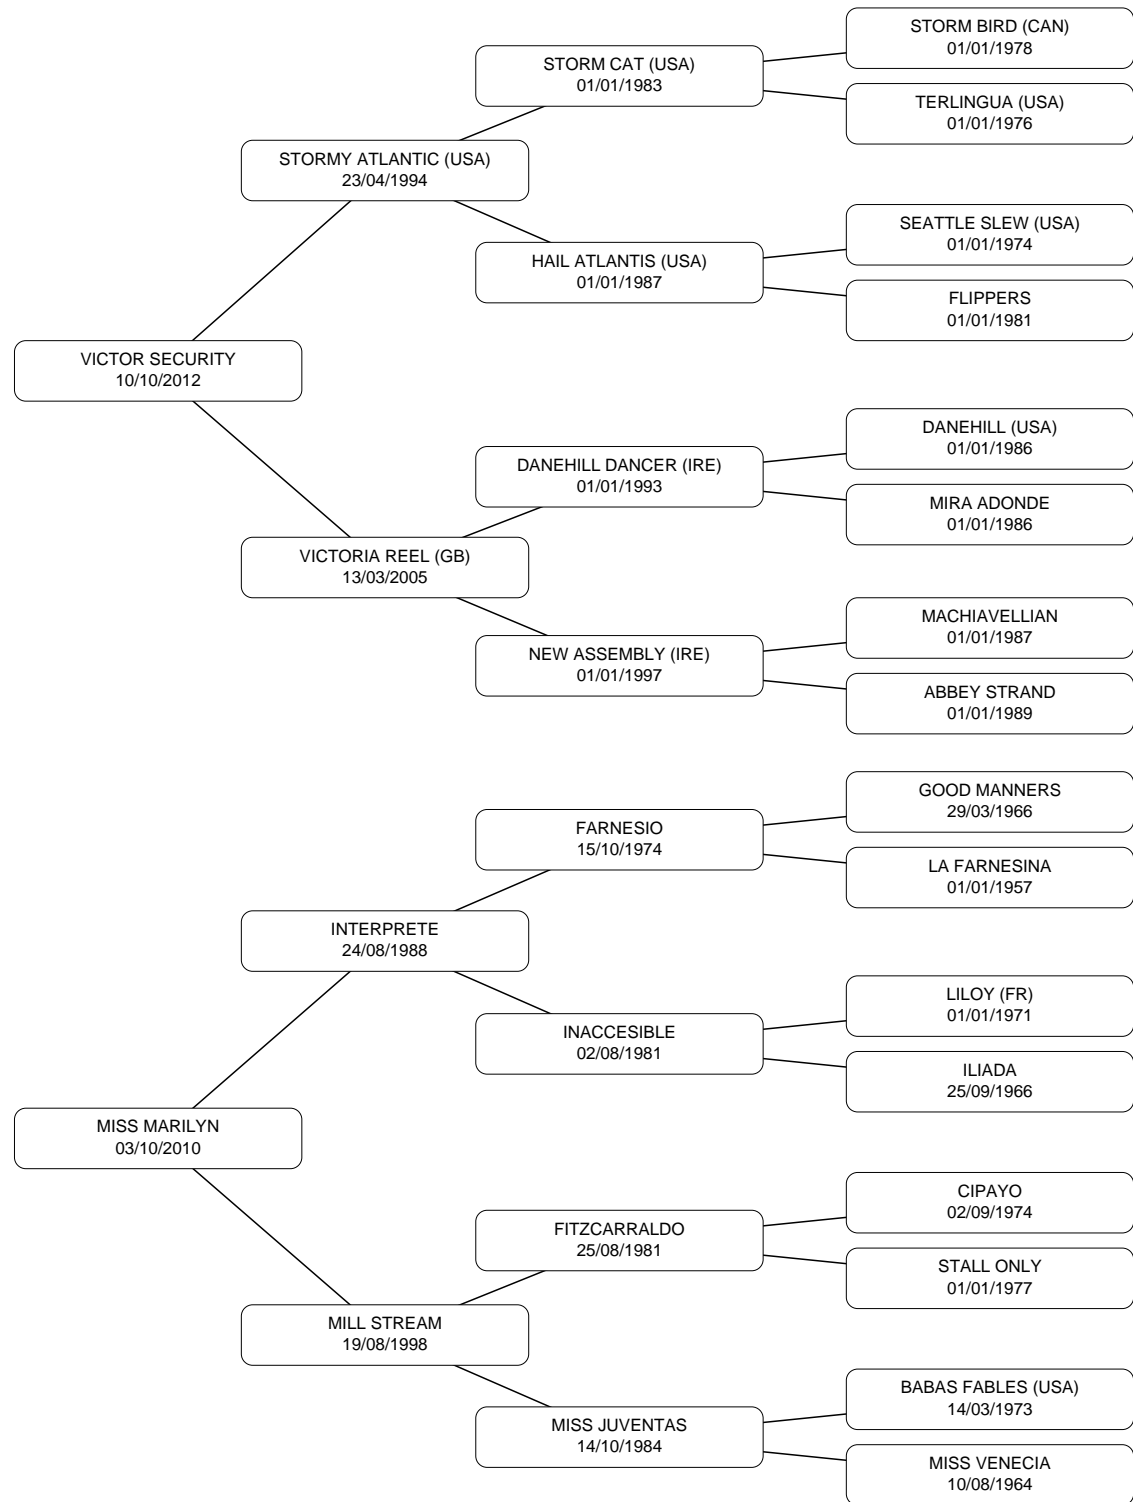 STORM BIRD (CAN)
01/01/1978
STORM CAT (USA)
01/01/1983
TERLINGUA (USA)
01/01/1976
STORMY ATLANTIC (USA)
23/04/1994
SEATTLE SLEW (USA)
01/01/1974
HAIL ATLANTIS (USA)
01/01/1987
FLIPPERS
01/01/1981
VICTOR SECURITY
10/10/2012
DANEHILL (USA)
01/01/1986
DANEHILL DANCER (IRE)
01/01/1993
MIRA ADONDE
01/01/1986
VICTORIA REEL (GB)
13/03/2005
MACHIAVELLIAN
01/01/1987
NEW ASSEMBLY (IRE)
01/01/1997
ABBEY STRAND
01/01/1989
GOOD MANNERS
29/03/1966
FARNESIO
15/10/1974
LA FARNESINA
01/01/1957
INTERPRETE
24/08/1988
LILOY (FR)
01/01/1971
INACCESIBLE
02/08/1981
ILIADA
25/09/1966
MISS MARILYN
03/10/2010
CIPAYO
02/09/1974
FITZCARRALDO
25/08/1981
STALL ONLY
01/01/1977
MILL STREAM
19/08/1998
BABAS FABLES (USA)
14/03/1973
MISS JUVENTAS
14/10/1984
MISS VENECIA
10/08/1964